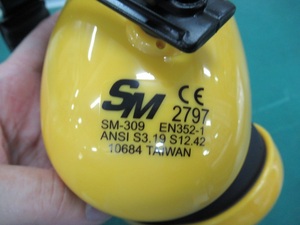 SM CE
2797
SM-309 EN352-1
ANSI S3.19 S12.42
10684 TAIWAN